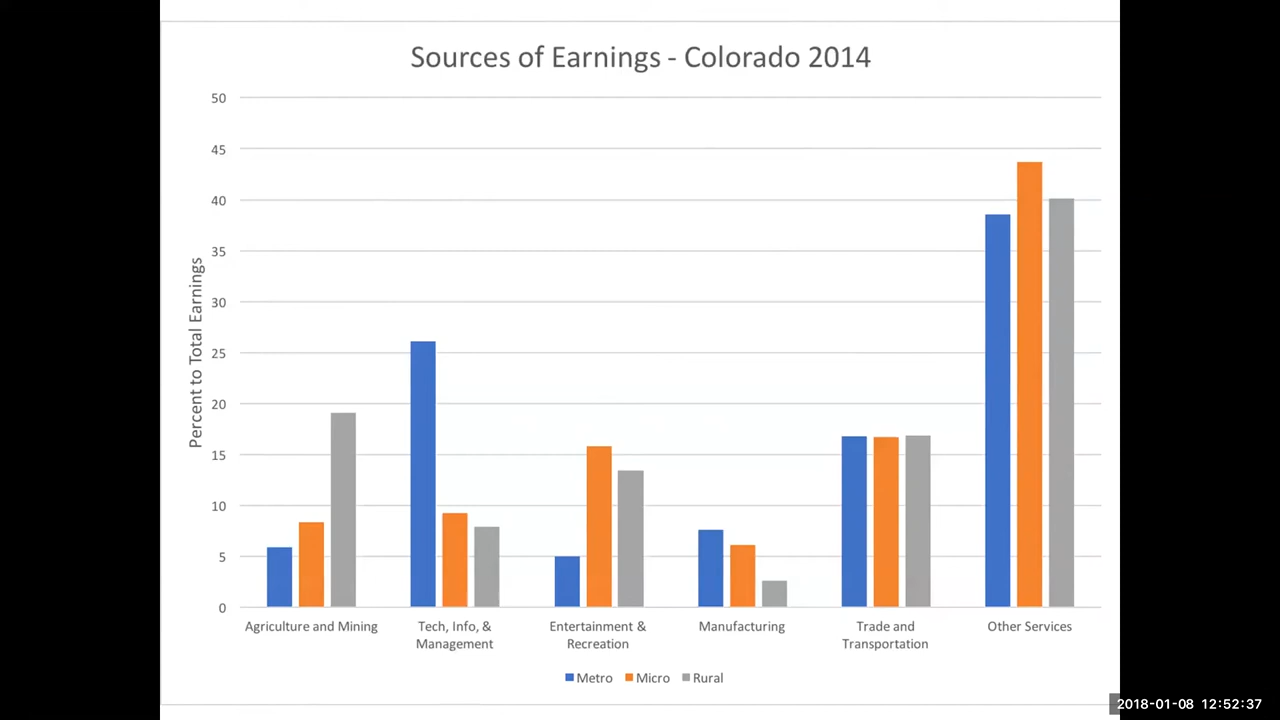 Sources of Earnings - Colorado 2014
Percent to Total Earnings
50
45
40
35
30
25
20
15
10
5
0
Agriculture and Mining
Tech, Info, &
Management
Entertainment &
Recreation
Manufacturing
Trade and
Transportation
Other Services
Metro Micro Rural
2018-01-08 12:52:37